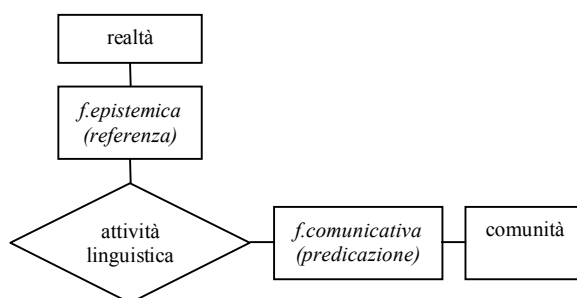 realtà
f.epistemica
(referenza)
attività
linguistica
f.comunicativa
(predicazione)
comunità